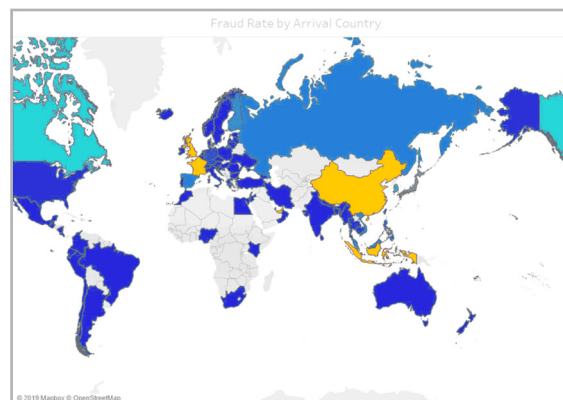 Fraud Rate by Arrival Country
© 2019 Mapbox © OpenStreetMap